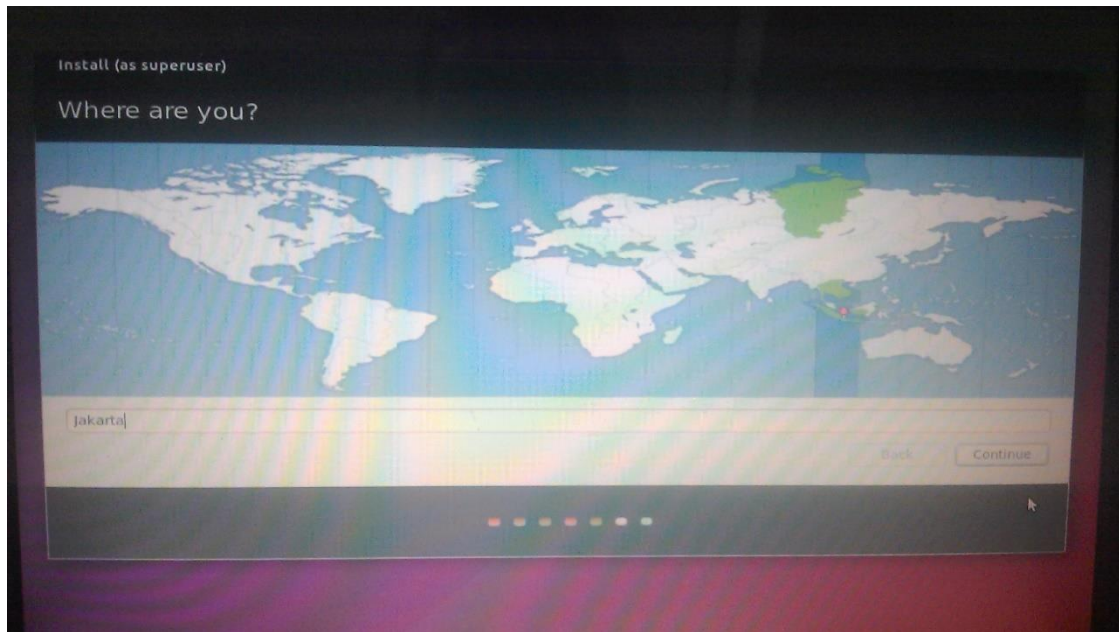 Install (as superuser)
Where are you?
Jakarta
Back
Continue